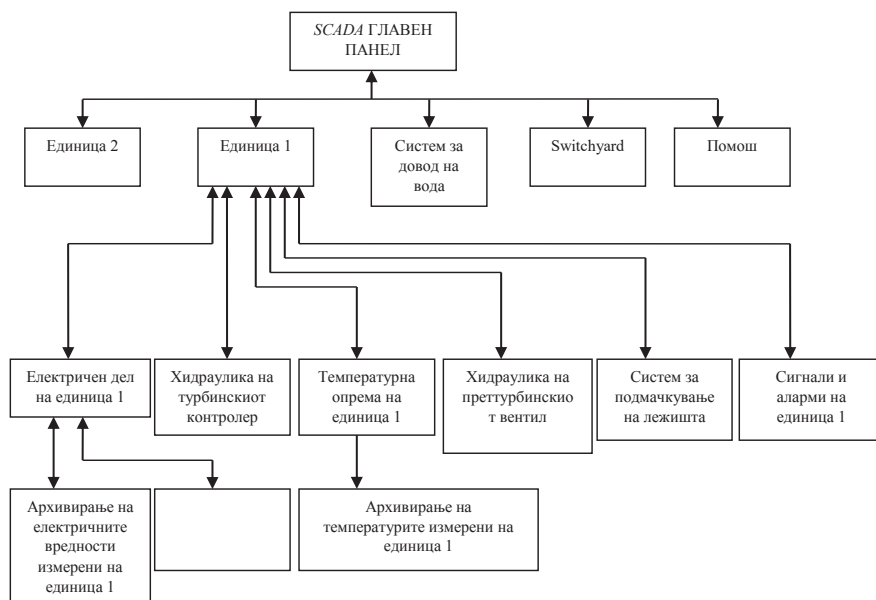 SCADA ГЛАВЕН
ПАНЕЛ
Единица 2
Единица 1
Систем за
довод на
вода
Switchyard
Помош
Електричен дел
на единица 1
Хидраулика на
турбинскиот
контролер
Температурна
опрема на
единица 1
Хидраулика на
претturбинскио
т вентил
Систем за
подмачкување
на лежишта
Сигнали и
аларми на
единица 1
Архивирање на
електричните
вредности
измерени на
единица 1
Архивирање на
температурите измерени на
единица 1